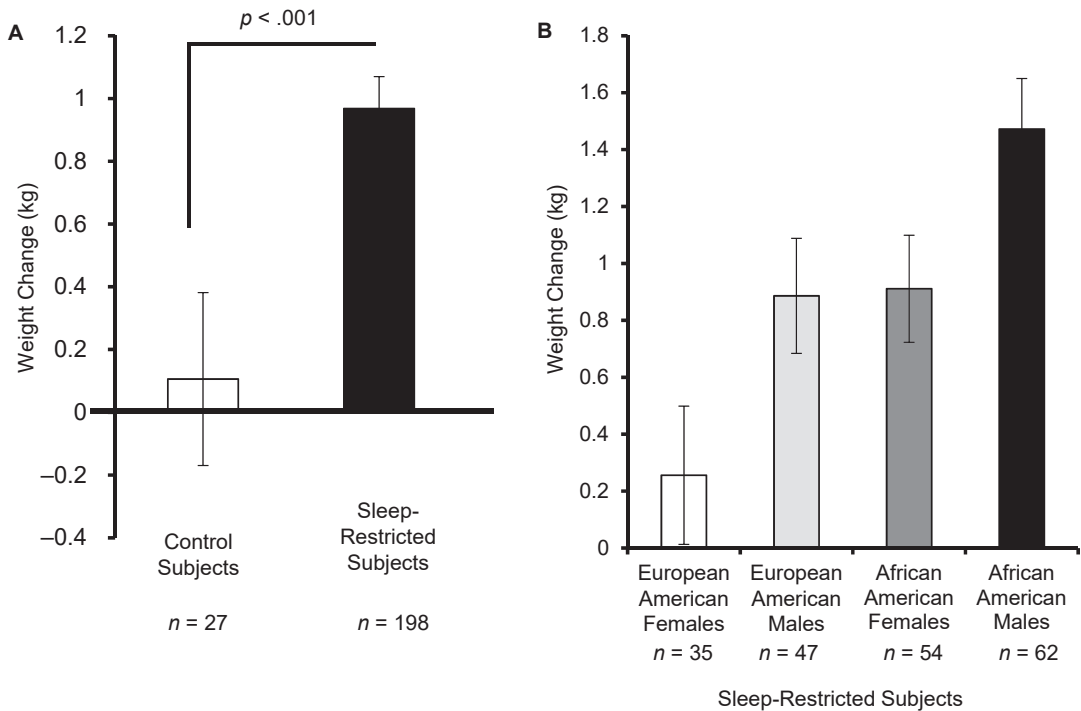 A
p < .001
Weight Change (kg)
1.2
1
0.8
0.6
0.4
0.2
0
–0.2
–0.4
Control
Subjects
n = 27
Sleep-
Restricted
Subjects
n = 198
B
Weight Change (kg)
1.8
1.6
1.4
1.2
1
0.8
0.6
0.4
0.2
0
European
American
Females
n = 35
European
American
Males
n = 47
African
American
Females
n = 54
African
American
Males
n = 62
Sleep-Restricted Subjects